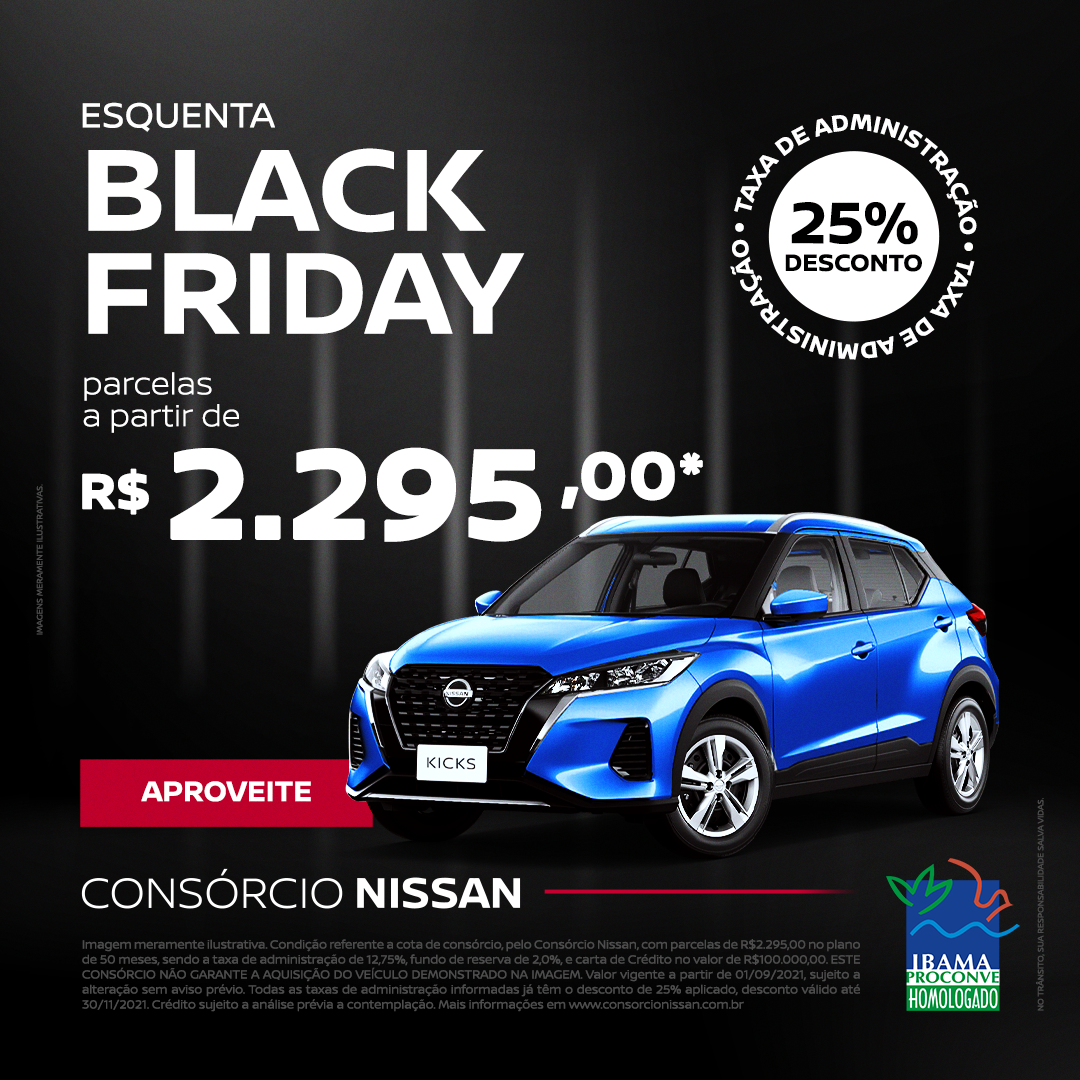 ESQUENTA
BLACK
FRIDAY
TAXA DE ADMINISTRAÇÃO • TAXA DE ADMINISTRAÇÃO •
25%
DESCONTO
parcelas
a partir de
R$ 2.295,00*
IMAGENS MERAMENTE ILUSTRATIVAS.
NISSAN
KICKS
APROVEITE
CONSÓRCIO NISSAN
Imagem meramente ilustrativa. Condição referente a cota de consórcio, pelo Consórcio Nissan, com parcelas de R$2.295,00 no plano
de 50 meses, sendo a taxa de administração de 12,75%, fundo de reserva de 2,0%, e carta de Crédito no valor de R$100.000,00. ESTE
CONSÓRCIO NÃO GARANTE A AQUISIÇÃO DO VEÍCULO DEMONSTRADO NA IMAGEM. Valor vigente a partir de 01/09/2021, sujeito a
alteração sem aviso prévio. Todas as taxas de administração informadas já têm o desconto de 25% aplicado, desconto válido até
30/11/2021. Crédito sujeito a análise prévia a contemplação. Mais informações em www.consorcionissan.com.br
IBAMA
PROCONVE
HOMOLOGADO
NO TRÂNSITO, SUA RESPONSABILIDADE SALVA VIDAS.